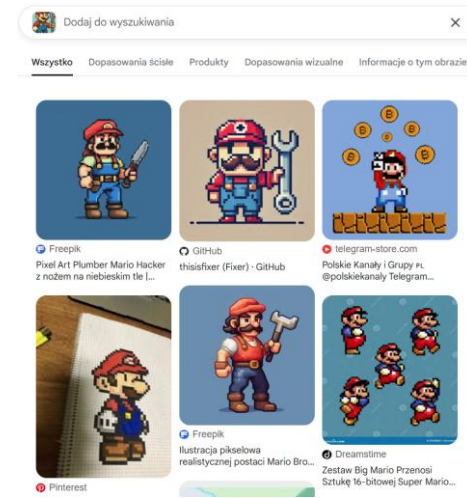 Dodaj do wyszukiwania
Wszystko Dopasowania ścisłe Produkty Dopasowania wizualne Informacje o tym obrazie
Freepik
Pixel Art Plumber Mario Hacker
z nożem na niebieskim tle |...
GitHub
thisisfixer (Fixer) · GitHub
telegram-store.com
Polskie Kanały i Grupy PL
@polskiekanaly Telegram...
Pinterest
Freepik
Ilustracja pikselowa
realistycznej postaci Mario Bro...
Dreamstime
Zestaw Big Mario Przenosi
Sztukę 16-bitowej Super Mario...